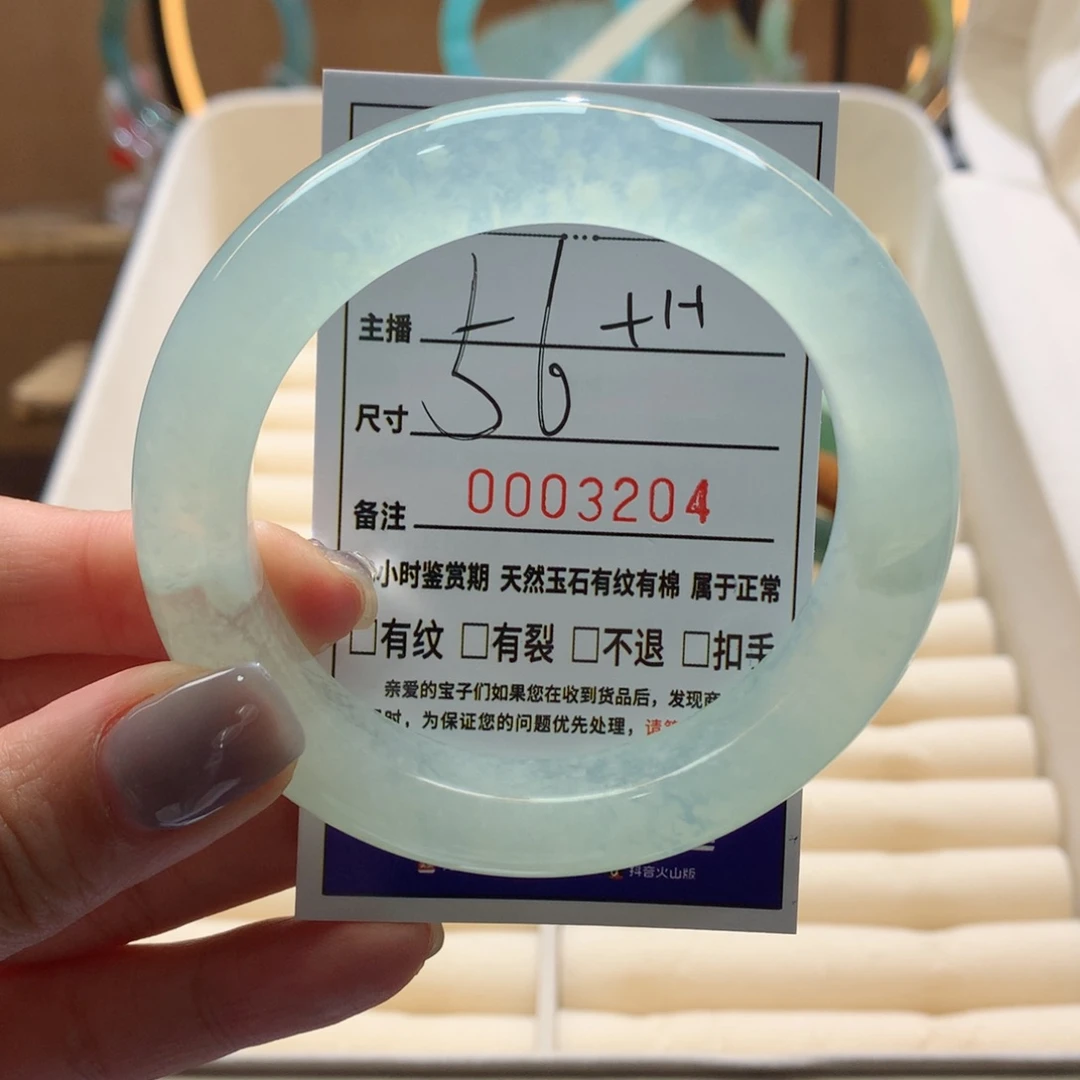 主播 56 +H
尺寸
备注 0003204
小时鉴赏期 天然玉石有纹有棉 属于正常
□有纹 □有裂 □不退 □扣手
亲爱的宝子们如果您在收到货品后，发现商
时，为保证您的问题优先处理，请
抖音火山版